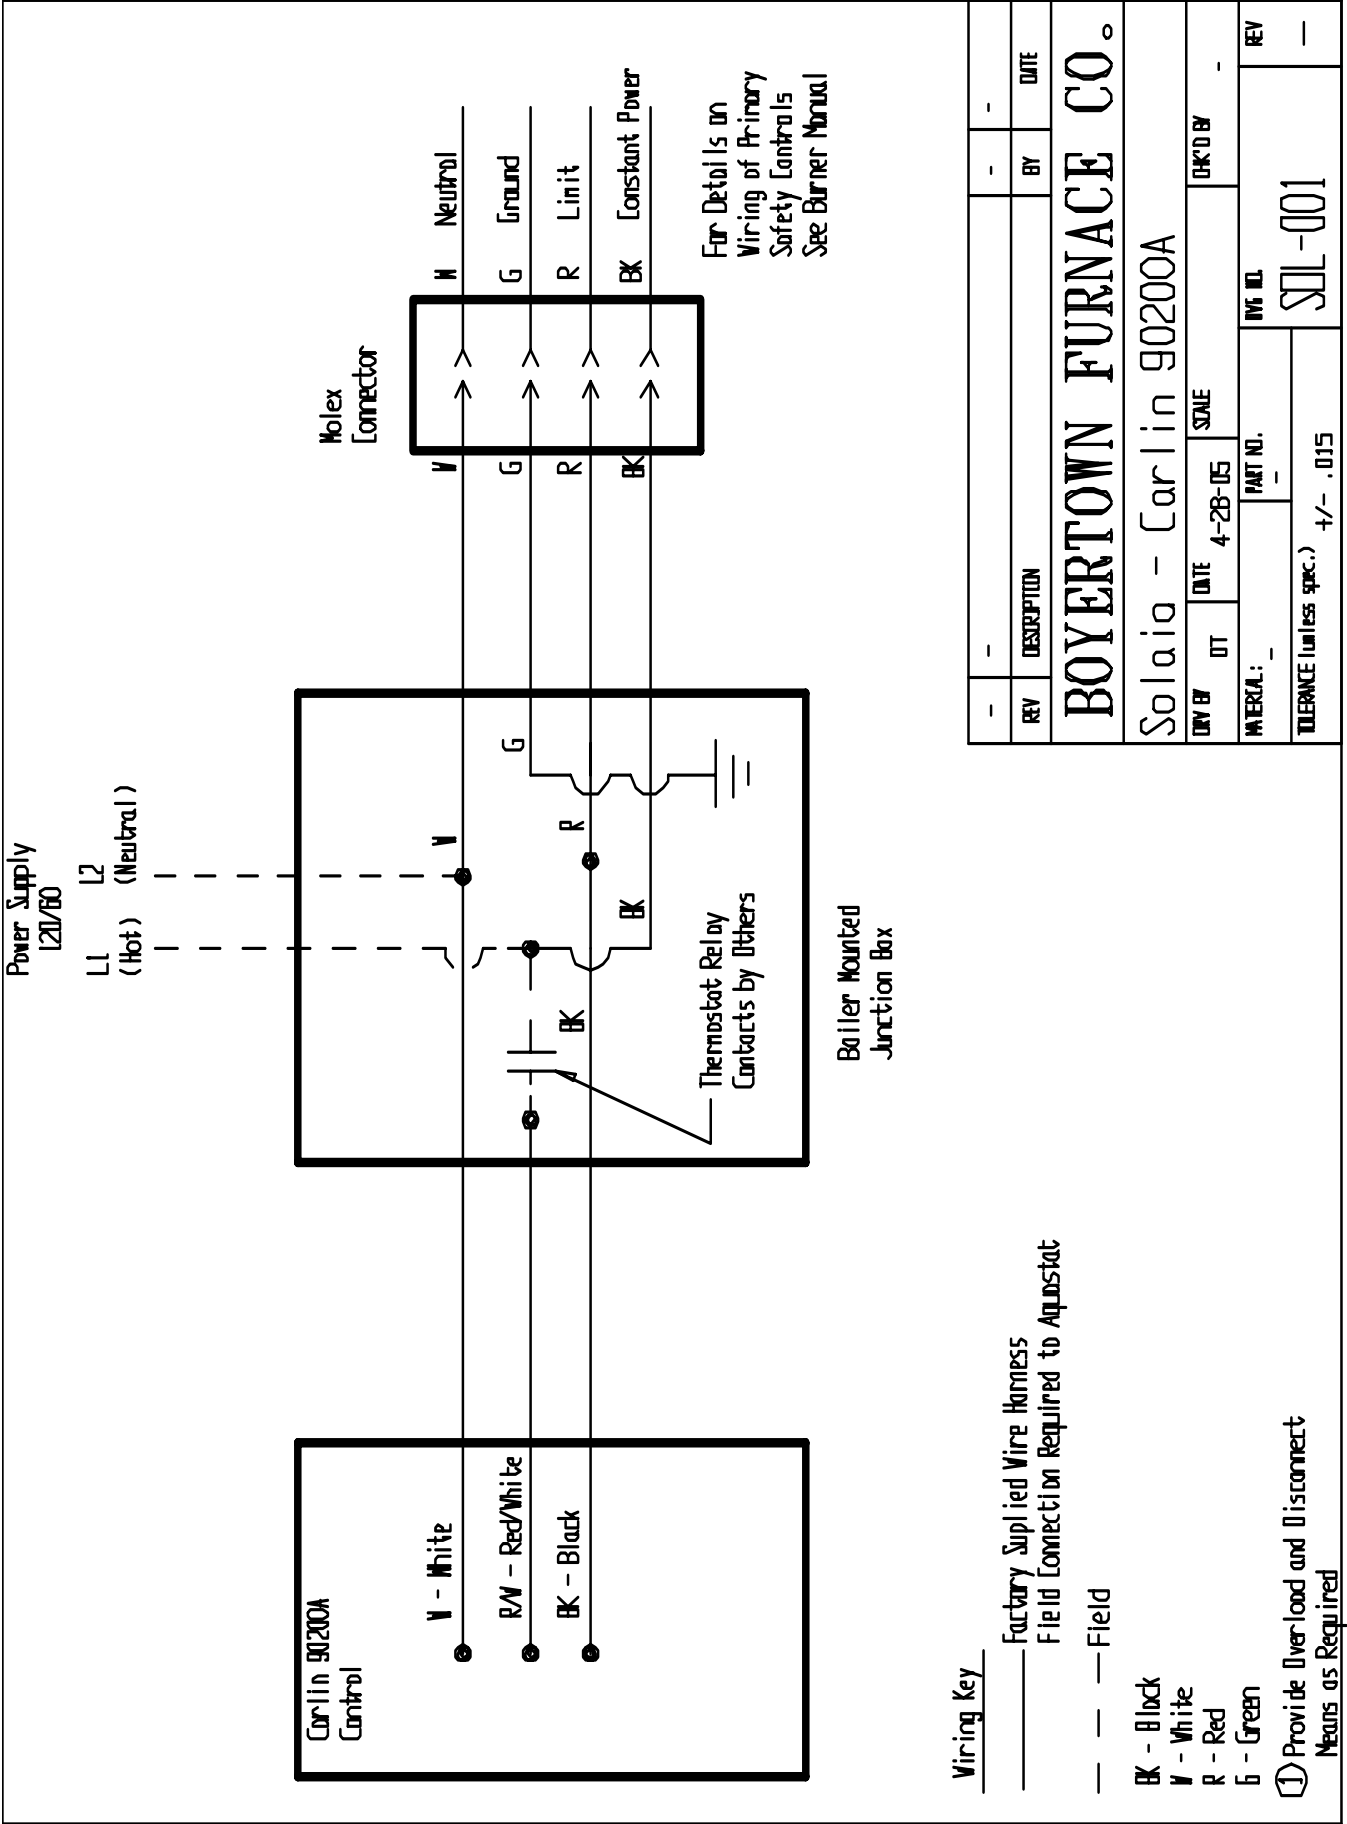 Power Supply
120/60
L1
(Hot)
L2
(Neutral)
Carlin 90200A
Control
W - White
R/W - Red/White
BK - Black
BK
BK
W
R
G
Thermostat Relay
Contacts by Others
Boiler Mounted
Junction Box
Molex
Connector
W
G
R
BK
W Neutral
G Ground
R Limit
BK Constant Power
For Details on
Wiring of Primary
Safety Controls
See Burner Manual
Wiring Key
Factory Suplied Wire Harness
Field Connection Required to Aquastat
Field
BK - Black
W - White
R - Red
G - Green
1 Provide Overload and Disconnect
Means as Required
- - - -
REV DESCRIPTION BY DATE
BOYERTOWN FURNACE CO.
Solaia - Carlin 90200A
DRW BY DT
DATE 4-28-05
SCALE
CHK'D BY -
MATERIAL: -
PART NO. -
DWG NO. SOL-001
REV -
TOLERANCE (unless spec.) +/- .015